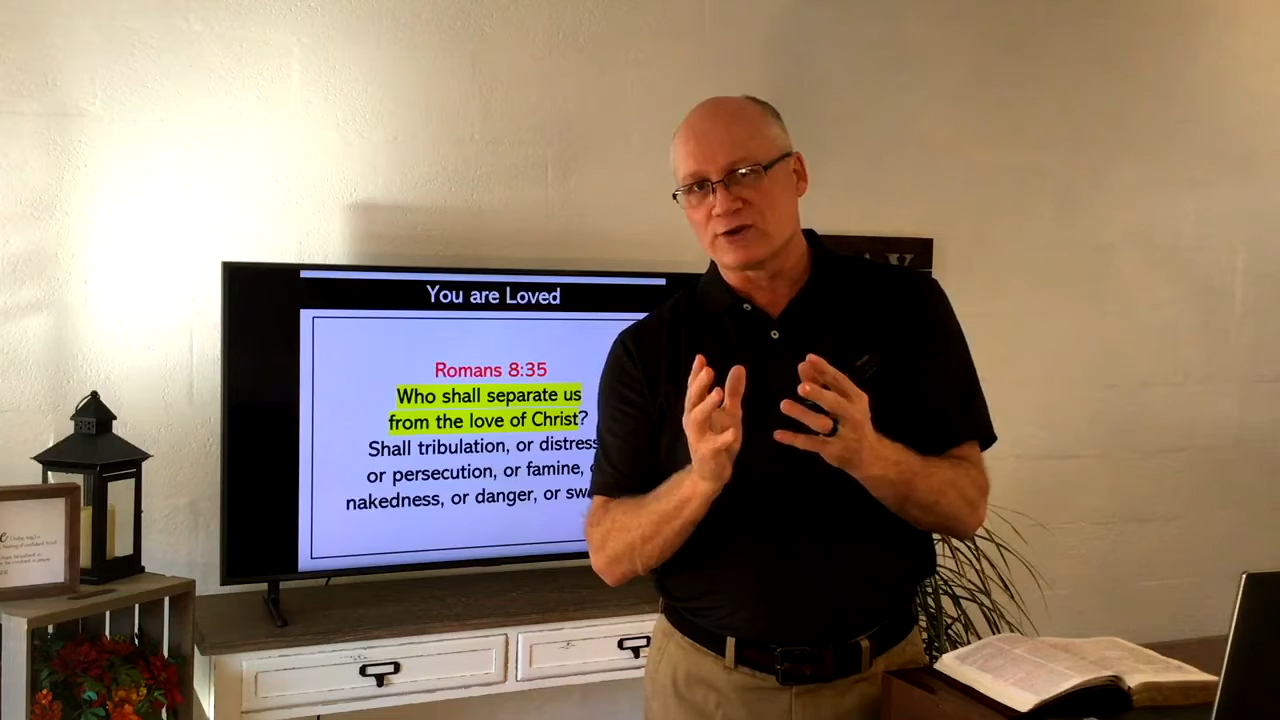 You are Loved
Romans 8:35
Who shall separate us
from the love of Christ?
Shall tribulation, or distress
or persecution, or famine,
nakedness, or danger, or